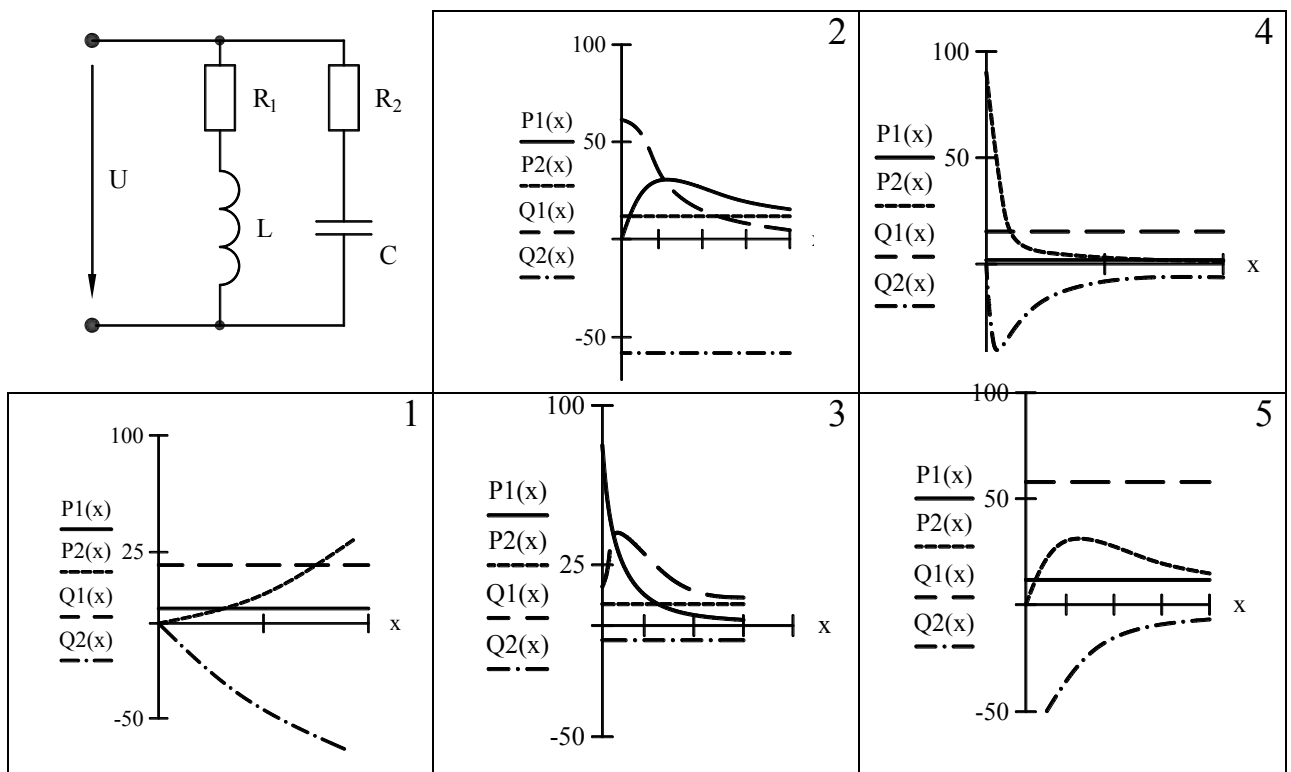 U
R1
R2
L
C
2
100
P1(x)
50
P2(x)
Q1(x)
Q2(x)
-50
4
100
P1(x)
50
P2(x)
Q1(x)
Q2(x)
x
1
100
P1(x)
P2(x)
25
Q1(x)
Q2(x)
-50
x
3
100
P1(x)
P2(x)
25
Q1(x)
Q2(x)
-50
x
5
100
P1(x)
50
P2(x)
Q1(x)
Q2(x)
-50
x